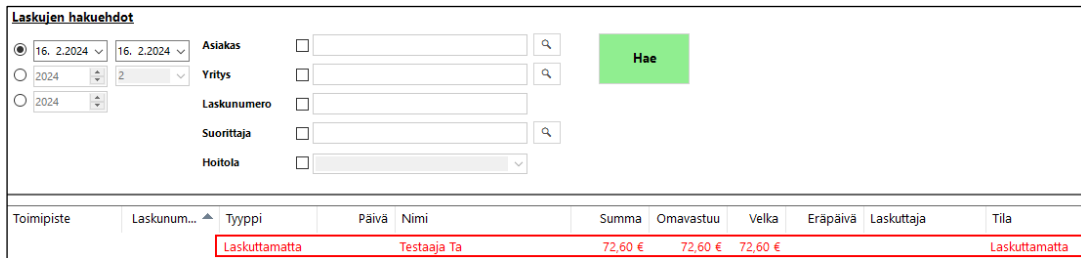 Laskujen hakuehdot
16. 2.2024 16. 2.2024 Asiakas
Hae
2024 2 Yritys
2024 Laskunumero
Suorittaja
Hoitola
Toimipiste Laskunum... Tyyppi Päivä Nimi Summa Omavastuu Velka Eräpäivä Laskuttaja Tila
Laskuttamatta Testaaja Ta 72,60 € 72,60 € 72,60 € Laskuttamatta